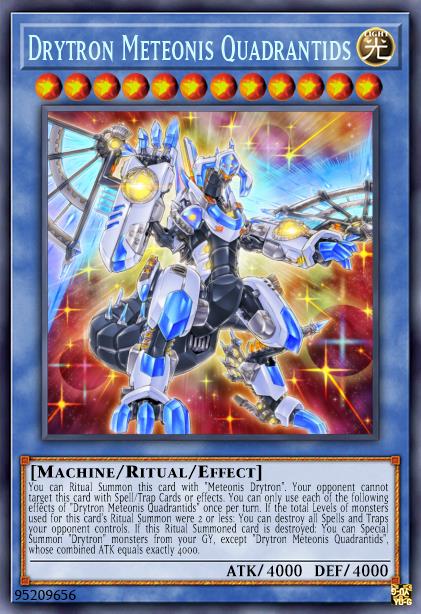 DRYTRON METEONIS QUADRANTIDS
LIGHT
光
[MACHINE/RITUAL/EFFECT]
You can Ritual Summon this card with "Meteonis Drytron". Your opponent cannot
target this card with Spell/Trap Cards or effects. You can only use each of the following
effects of "Drytron Meteonis Quadrantids" once per turn. If the total Levels of monsters
used for this card's Ritual Summon were 2 or less: You can destroy all Spells and Traps
your opponent controls. If this Ritual Summoned card is destroyed: You can Special
Summon "Drytron" monsters from your GY, except "Drytron Meteonis Quadrantids",
whose combined ATK equals exactly 4000.
ATK/4000 DEF/4000
95209656